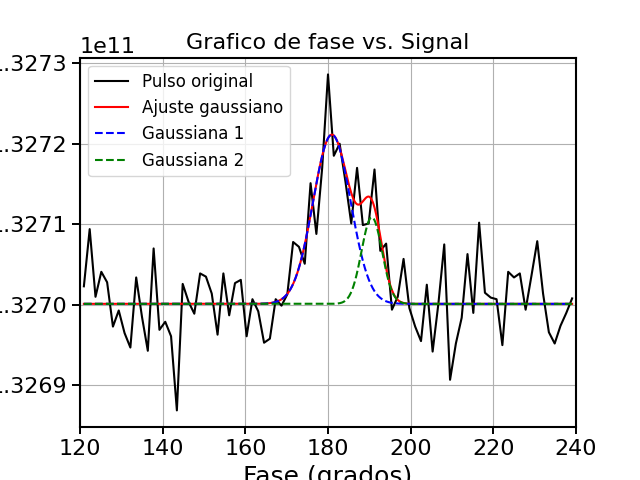 1e11
Grafico de fase vs. Signal
Pulso original
Ajuste gaussiano
Gaussiana 1
Gaussiana 2
.3273
.3272
.3271
.3270
.3269
120 140 160 180 200 220 240
Fase (grados)